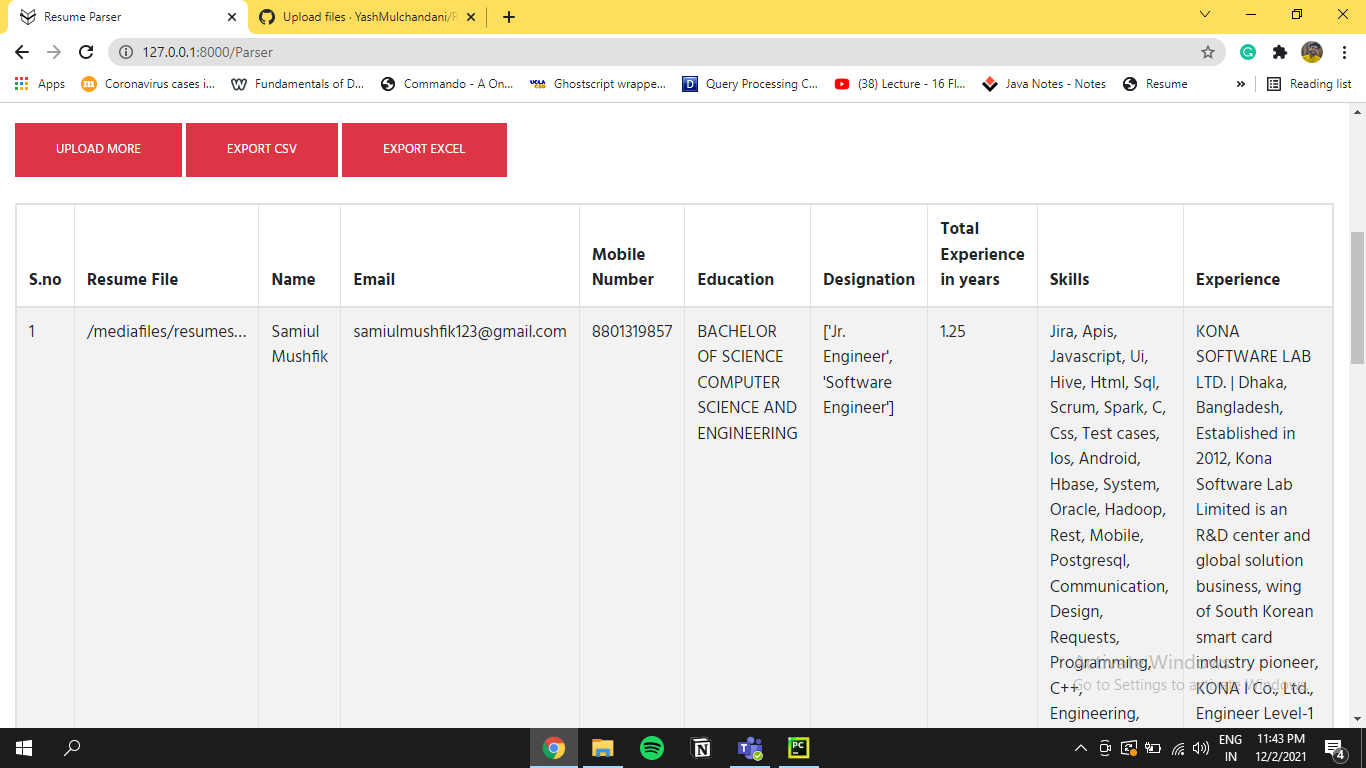 Resume Parser
Upload files · YashMulchandani/R
127.0.0.1:8000/Parser
Apps
Coronavirus cases i...
Fundamentals of D...
Commando - A On...
UCLA
Ghostscript wrappe...
D
Query Processing C...
(38) Lecture - 16 Fl...
Java Notes - Notes
Resume
»
Reading list
UPLOAD MORE
EXPORT CSV
EXPORT EXCEL
S.no
Resume File
Name
Email
Mobile
Number
Education
Designation
Total
Experience
in years
Skills
Experience
1
/mediafiles/resumes...
Samiul
Mushfik
samiulmushfik123@gmail.com
8801319857
BACHELOR
OF SCIENCE
COMPUTER
SCIENCE AND
ENGINEERING
['Jr.
Engineer',
'Software
Engineer']
1.25
Jira, Apis,
Javascript, Ui,
Hive, Html, Sql,
Scrum, Spark, C,
Css, Test cases,
Ios, Android,
Hbase, System,
Oracle, Hadoop,
Rest, Mobile,
Postgresql,
Communication,
Design,
Requests,
Programming,
C++,
Engineering,
KONA
SOFTWARE LAB
LTD. | Dhaka,
Bangladesh,
Established in
2012, Kona
Software Lab
Limited is an
R&D center and
global solution
business, wing
of South Korean
smart card
industry pioneer,
KONA I Co., Ltd.,
Engineer Level-1
Activate Windows
Go to Settings to activate Windows.
PC
ENG
IN
11:43 PM
12/2/2021
4